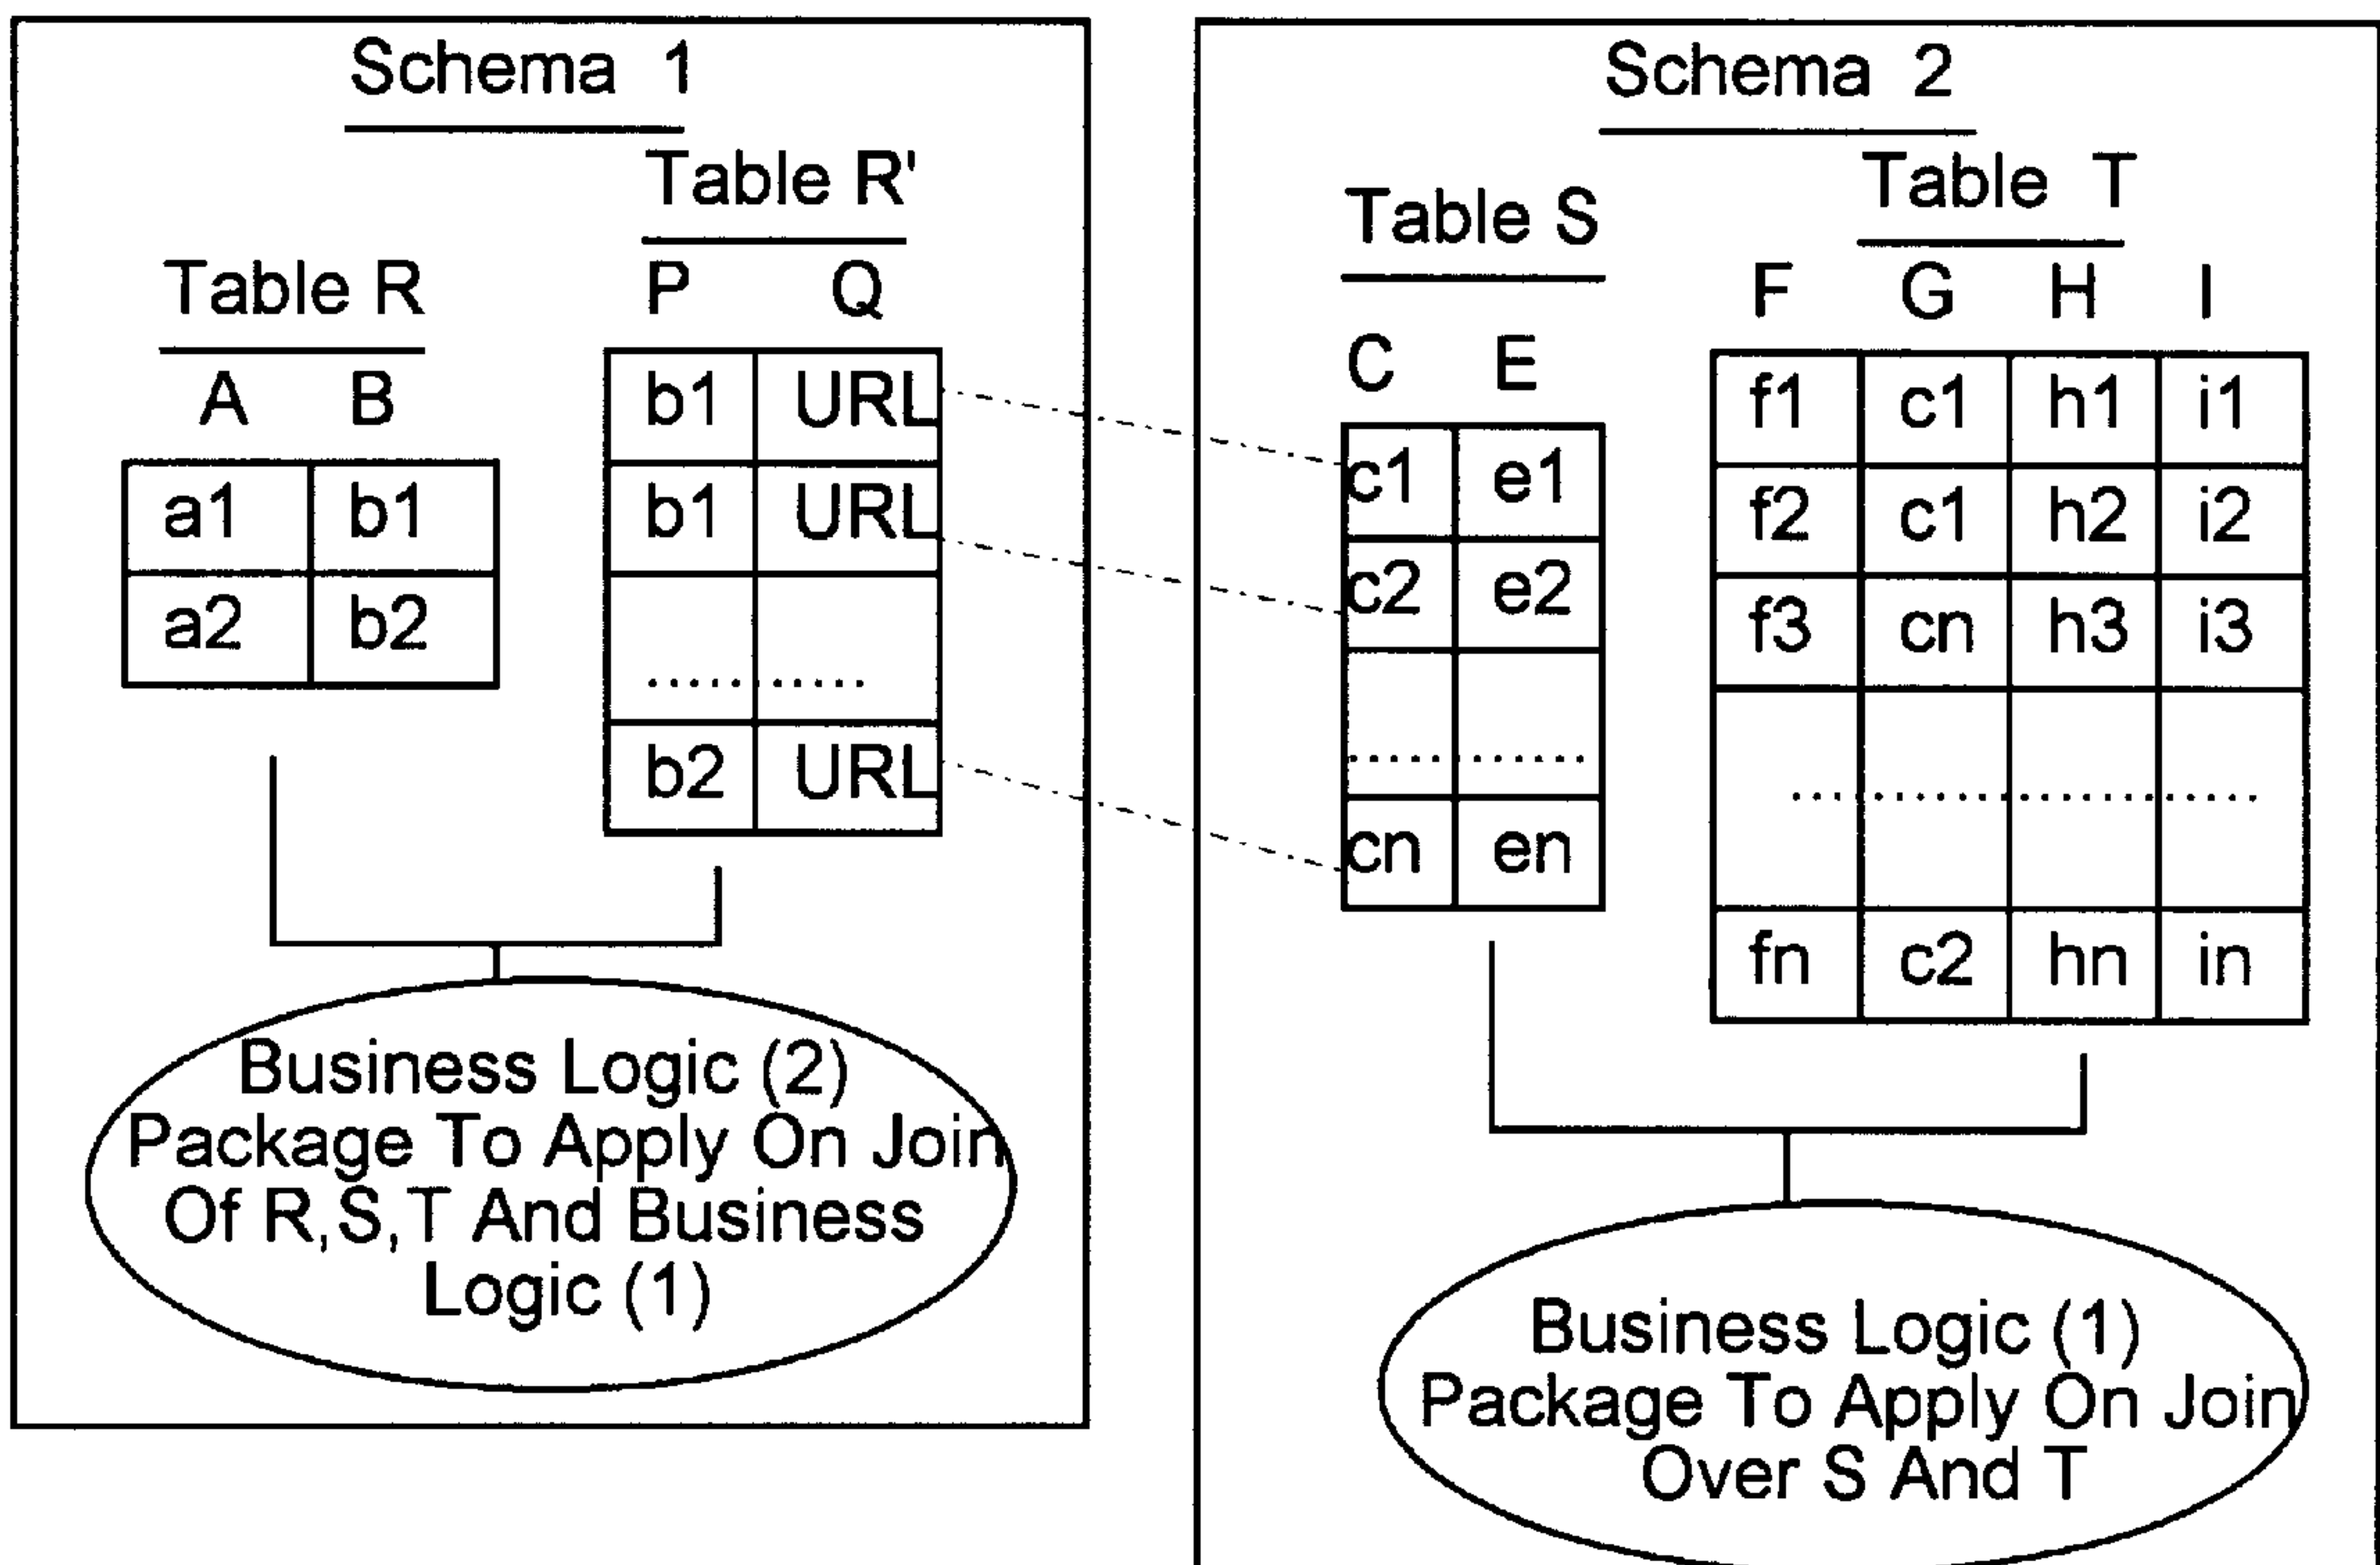 Schema 1
Table R'
Table R
P Q
A B
b1 URL
b1 URL
...........
b2 URL
a1 b1
a2 b2
Business Logic (2)
Package To Apply On Join
Of R,S,T And Business
Logic (1)
Schema 2
Table T
Table S
F G H I
C E
c1 e1
c2 e2
.............
cn en
f1 c1 h1 i1
f2 c1 h2 i2
f3 cn h3 i3
.......................
fn c2 hn in
Business Logic (1)
Package To Apply On Join
Over S And T